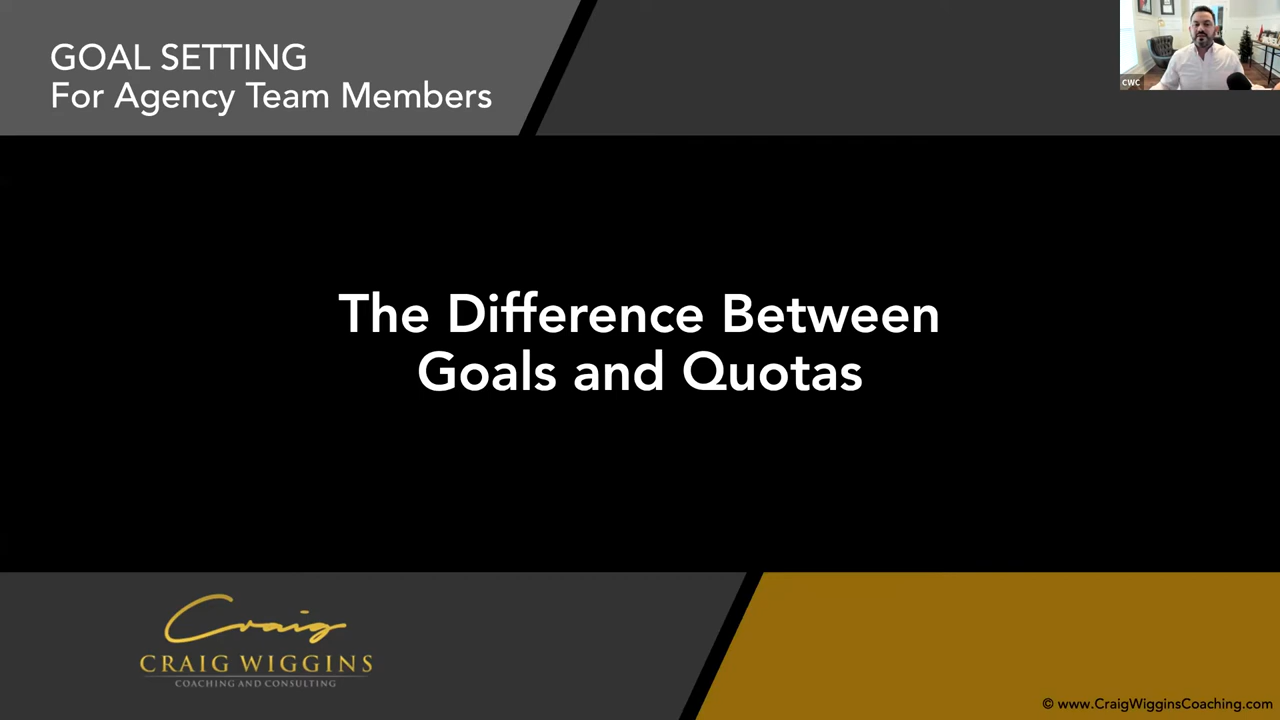 GOAL SETTING
For Agency Team Members
CWC
The Difference Between
Goals and Quotas
Craig
CRAIG WIGGINS
COACHING AND CONSULTING
© www.CraigWigginsCoaching.com